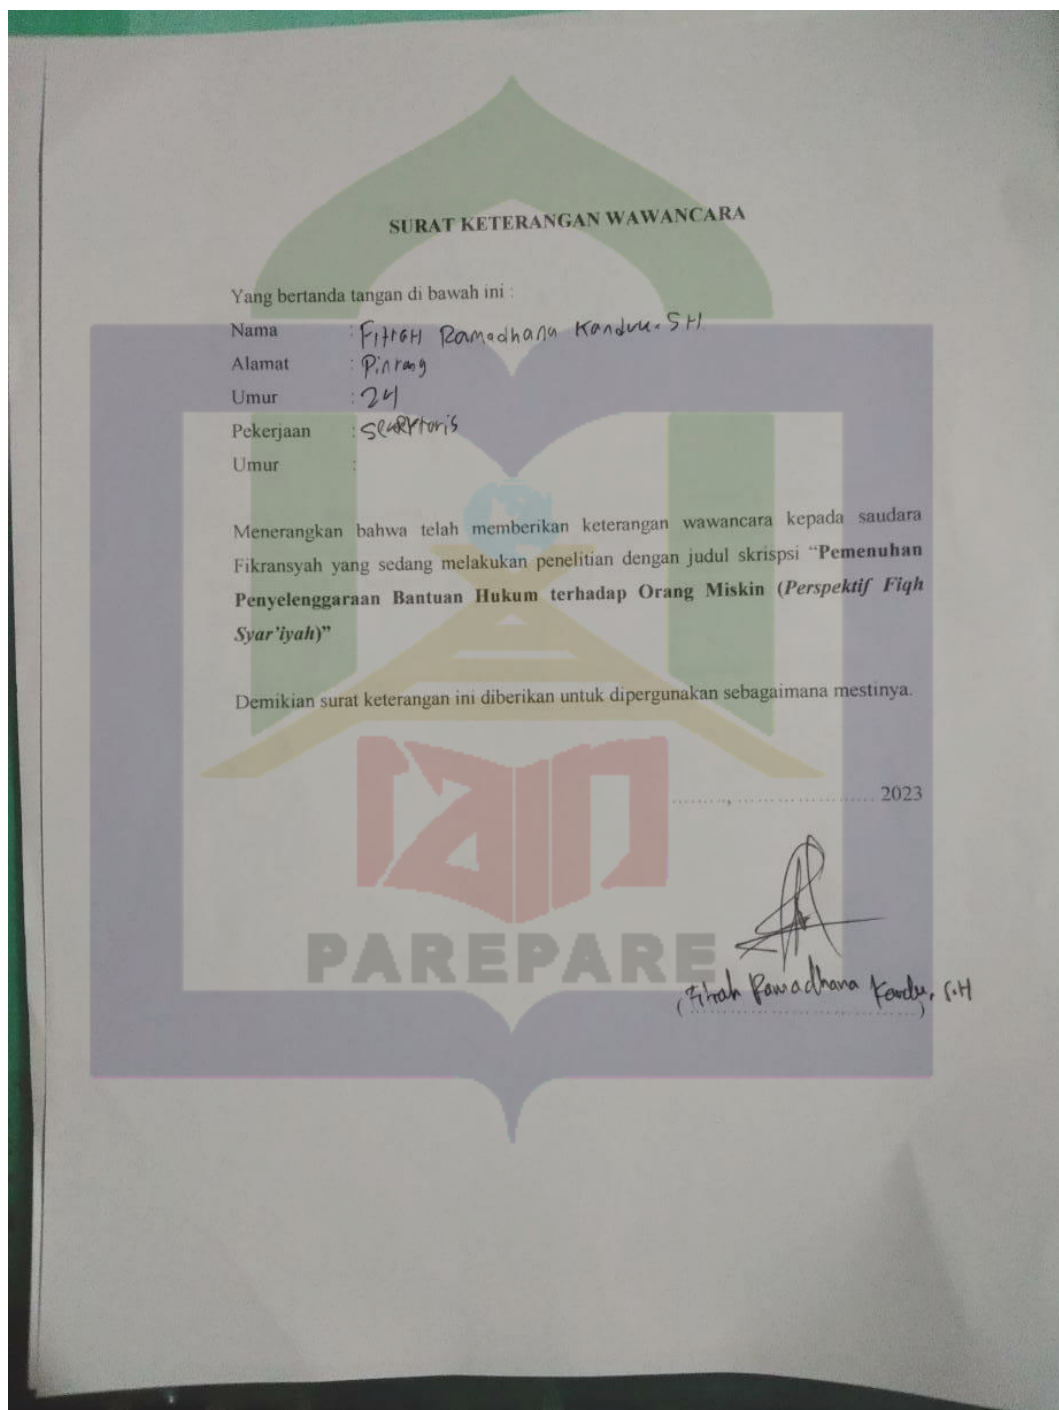 SURAT KETERANGAN WAWANCARA
Yang bertanda tangan di bawah ini :
Nama : Fitrah Ramadhana Kandu. SH
Alamat : Pinrang
Umur : 24
Pekerjaan : Sekertaris
Umur :
Menerangkan bahwa telah memberikan keterangan wawancara kepada saudara
Fikransyah yang sedang melakukan penelitian dengan judul skrispsi “Pemenuhan
Penyelenggaraan Bantuan Hukum terhadap Orang Miskin (Perspektif Fiqh
Syar’iyah)”
Demikian surat keterangan ini diberikan untuk dipergunakan sebagaimana mestinya.
........, ........................ 2023
iain
PAREPARE
(Fitrah Ramadhana Kandu, S.H)